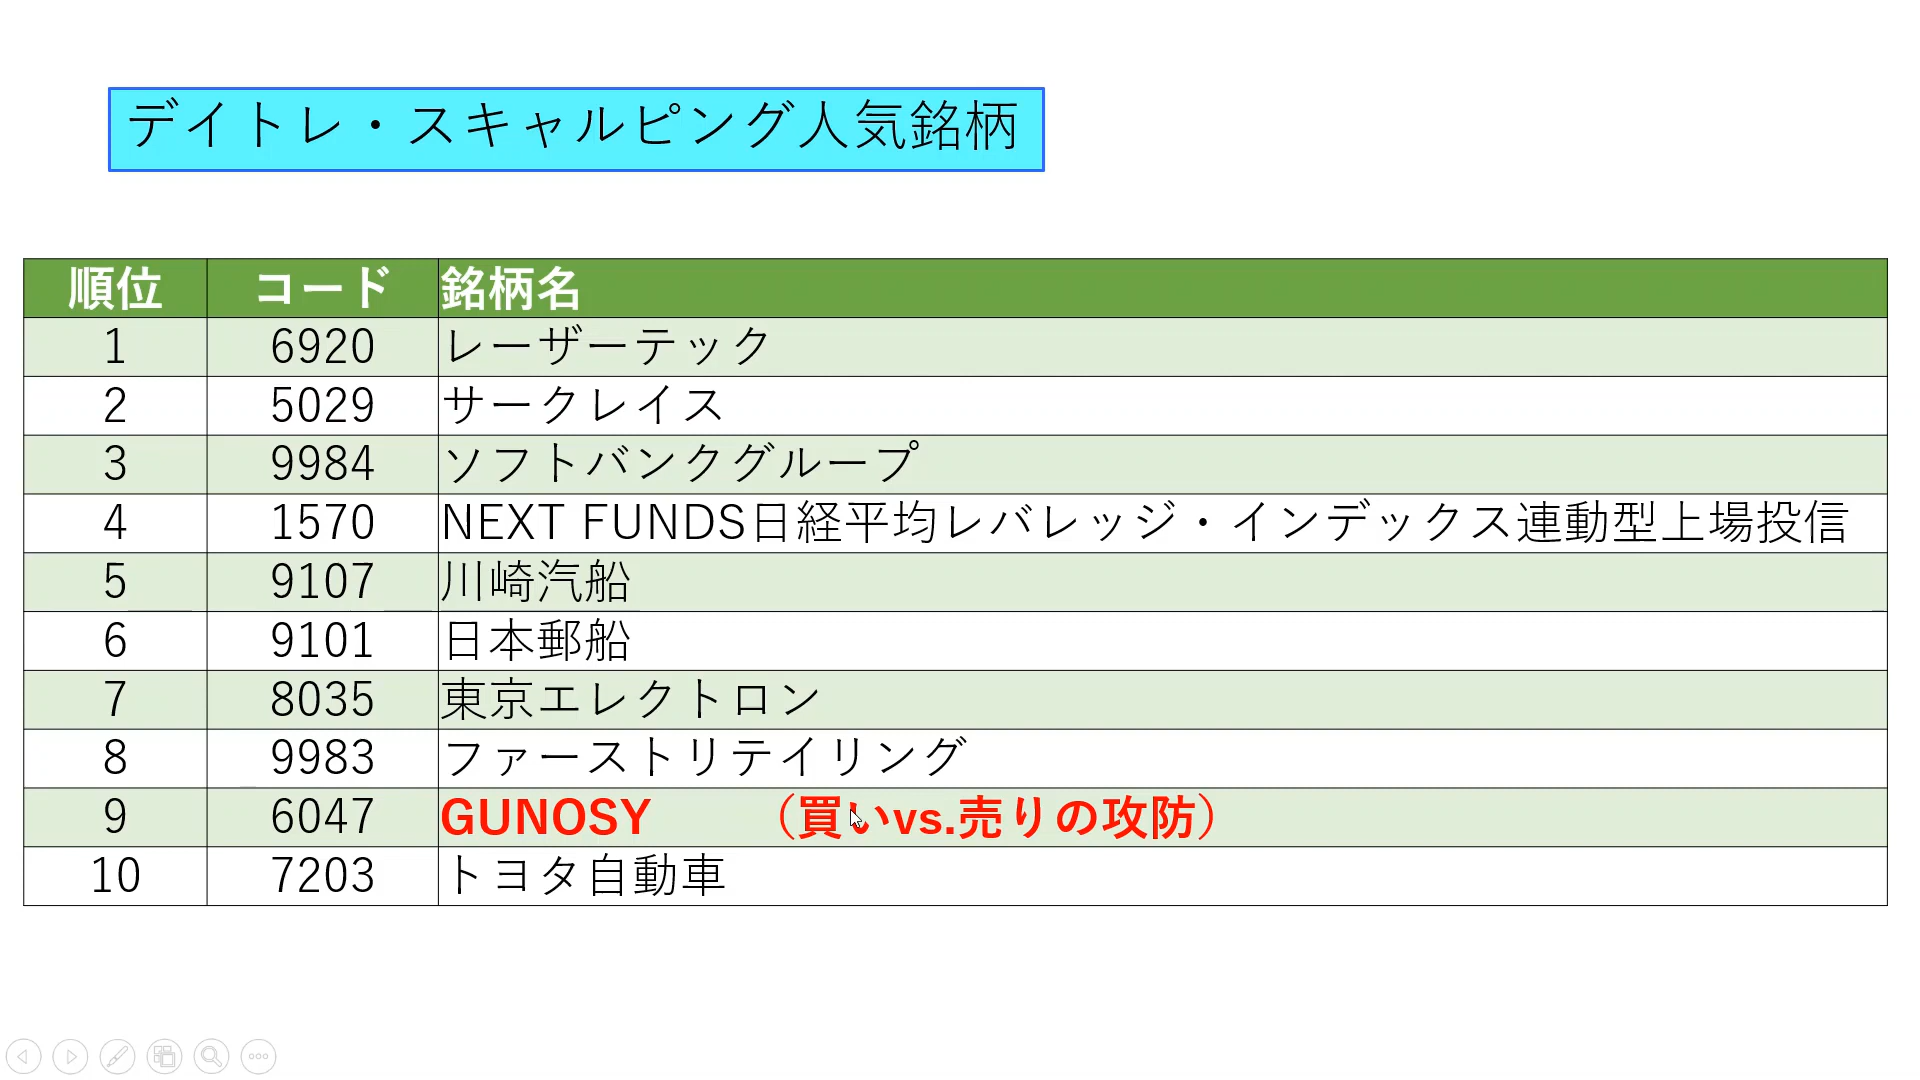 デイトレ・スキャルピング人気銘柄
順位 コード 銘柄名
1 6920 レーザーテック
2 5029 サークレイス
3 9984 ソフトバンクグループ
4 1570 NEXT FUNDS日経平均レバレッジ・インデックス連動型上場投信
5 9107 川崎汽船
6 9101 日本郵船
7 8035 東京エレクトロン
8 9983 ファーストリテイリング
9 6047 GUNOSY （買いvs.売りの攻防）
10 7203 トヨタ自動車